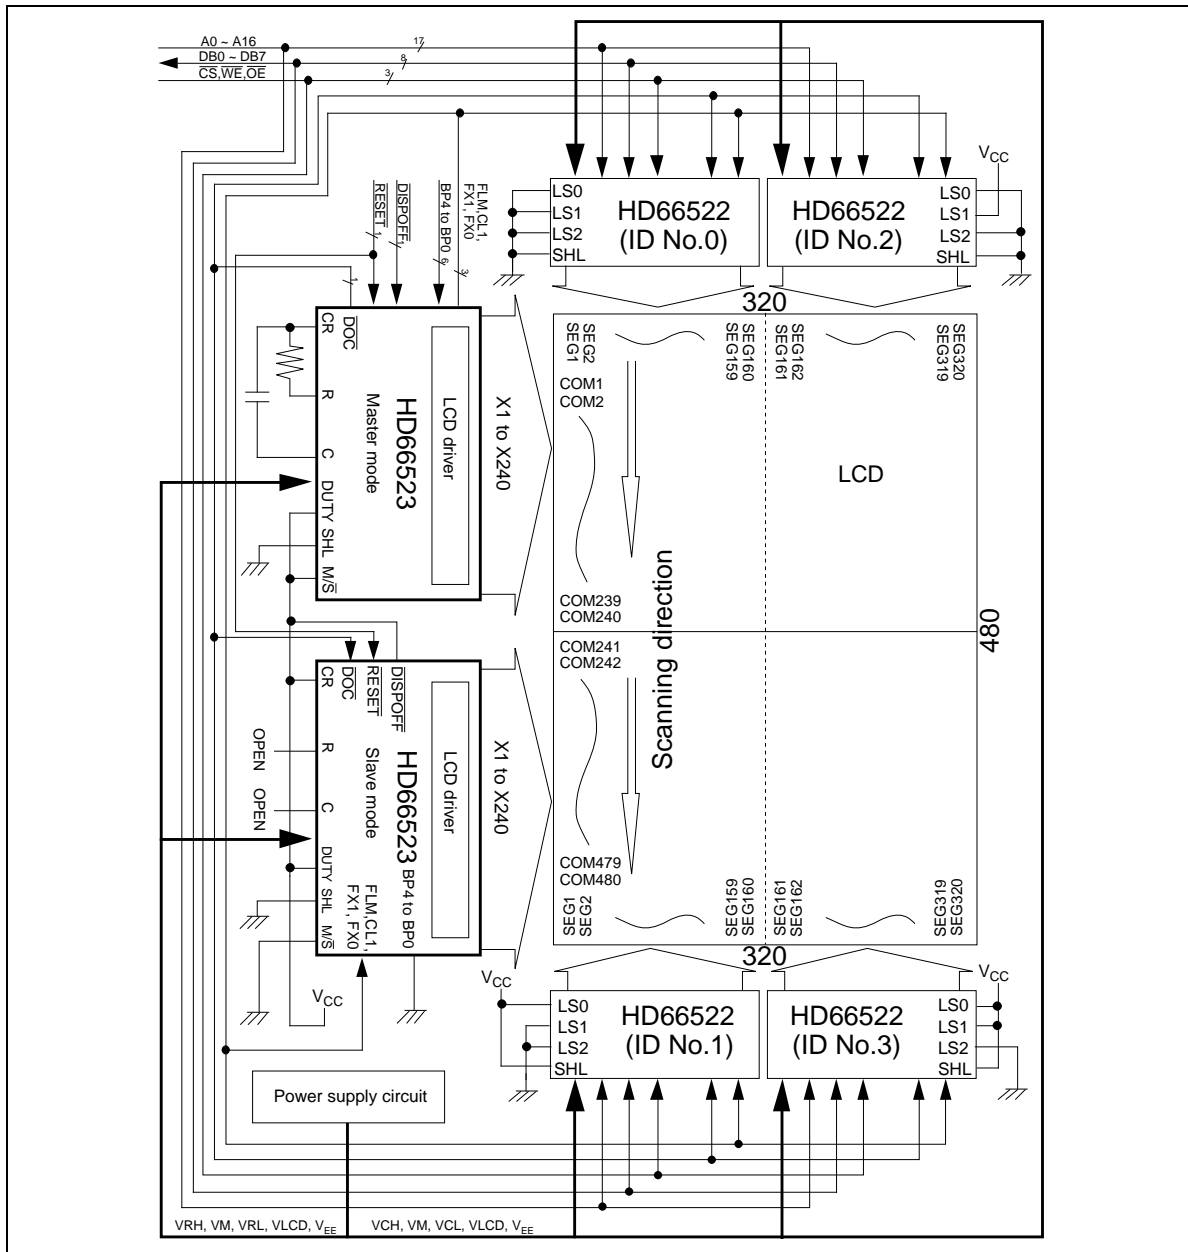 A0 ~ A16
17
DB0 ~ DB7
8
CS,WE,OE
3
VCC
LS0
LS1
LS2
SHL
HD66522
(ID No.0)
HD66522
(ID No.2)
LS0
LS1
LS2
SHL
RESET
1
DISPOFF
1
BP4 to BP0
6
FLM,CL1,
FX1, FX0
3
1
320
CR
DOC
R
C
DUTY
SHL
M/S
Master mode
HD66523
LCD driver
X1 to X240
SEG1
SEG2
SEG159
SEG160
SEG161
SEG162
SEG319
SEG320
COM1
COM2
LCD
Scanning direction
COM239
COM240
COM241
COM242
480
CR
DOC
RESET
DISPOFF
R
C
DUTY
SHL
M/S
OPEN
OPEN
Slave mode
HD66523
LCD driver
X1 to X240
FLM,CL1,
FX1, FX0
BP4 to BP0
COM479
COM480
SEG1
SEG2
SEG159
SEG160
SEG161
SEG162
SEG319
SEG320
320
VCC
VCC
VCC
LS0
LS1
LS2
SHL
HD66522
(ID No.1)
HD66522
(ID No.3)
LS0
LS1
LS2
SHL
Power supply circuit
VRH, VM, VRL, VLCD, VEE
VCH, VM, VCL, VLCD, VEE